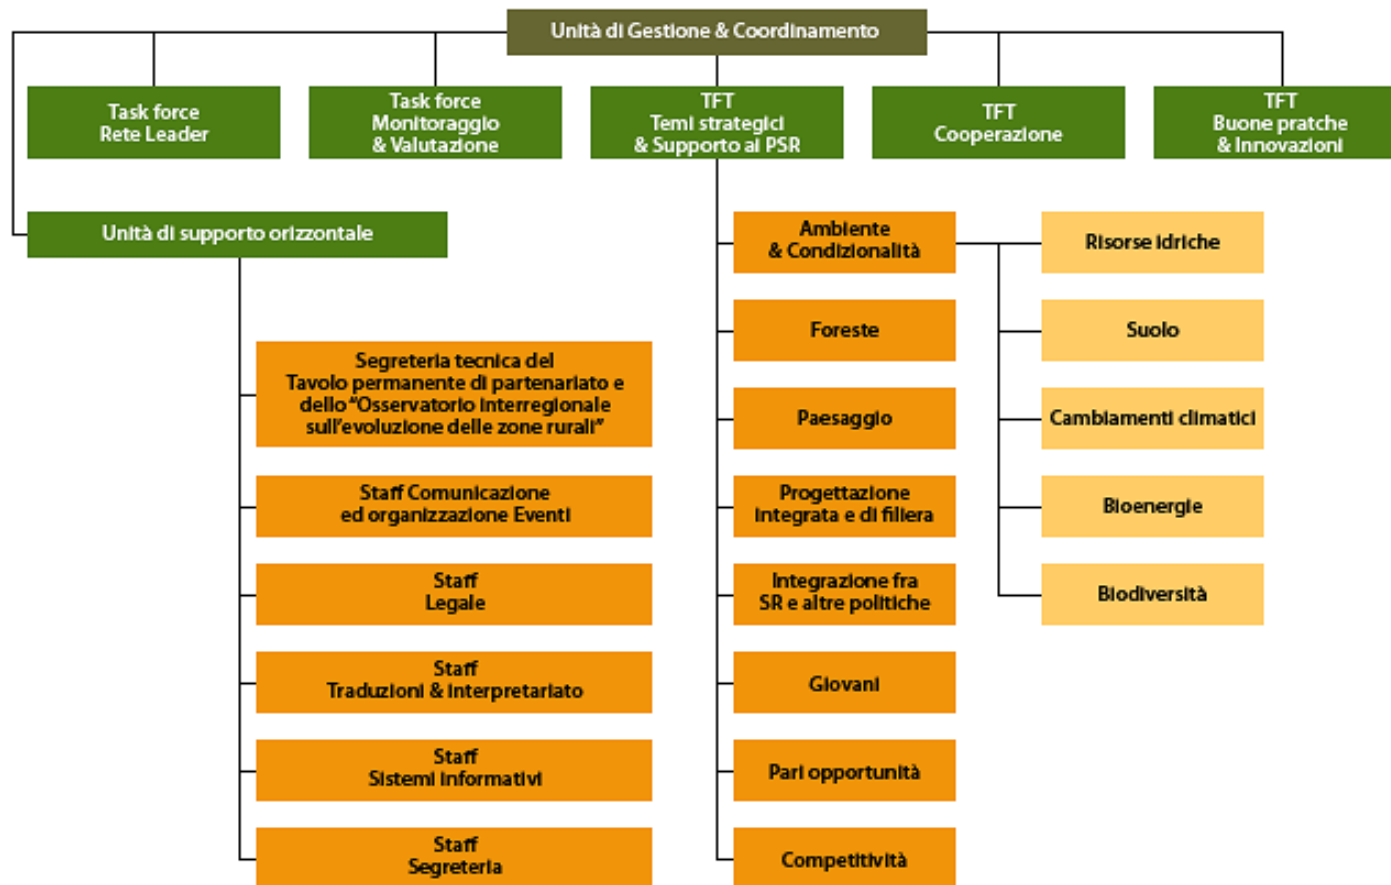 Unità di Gestione & Coordinamento
Task force
Rete Leader
Task force
Monitoraggio
& Valutazione
TFT
Temi strategici
& Supporto ai PSR
TFT
Cooperazione
TFT
Buone pratche
& Innovazioni
Unità di supporto orizzontale
Segreteria tecnica del
Tavolo permanente di partenariato e
dello “Osservatorio interregionale
sull’evoluzione delle zone rurali”
Staff Comunicazione
ed organizzazione Eventi
Staff
Legale
Staff
Traduzioni & interpretariato
Staff
Sistemi informativi
Staff
Segreteria
Ambiente
& Condizionalità
Foreste
Paesaggio
Progettazione
integrata e di filiera
Integrazione fra
SR e altre politiche
Giovani
Pari opportunità
Competitività
Risorse idriche
Suolo
Cambiamenti climatici
Bioenergie
Biodiversità